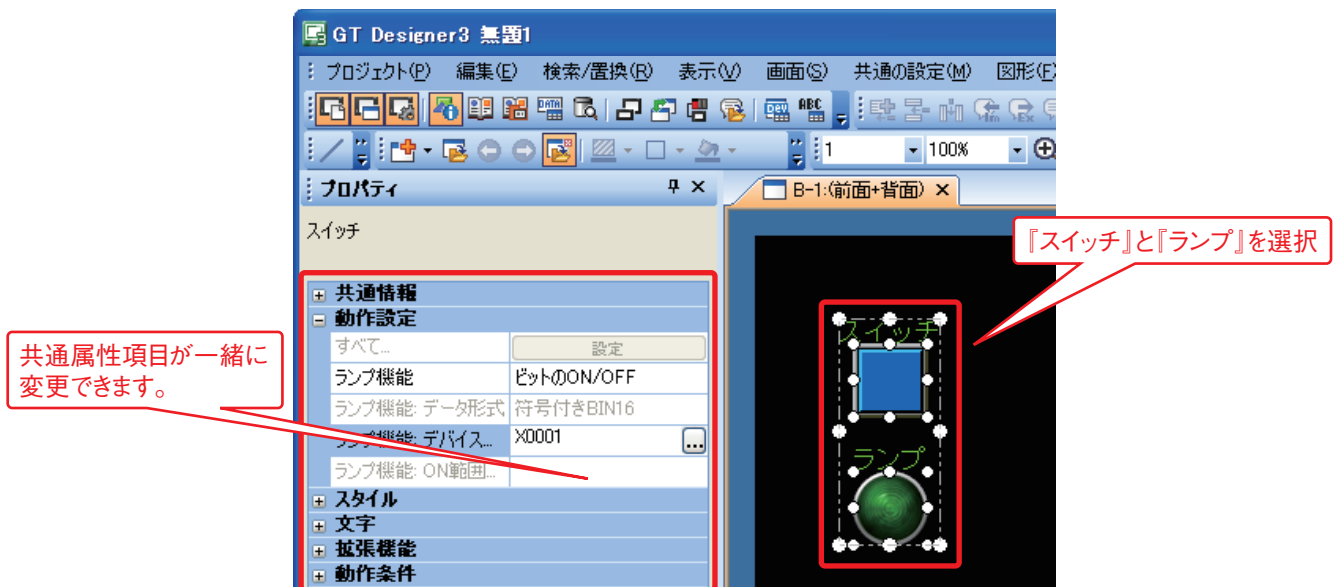 GT Designer3 無題1
プロジェクト(P) 編集(E) 検索/置換(R) 表示(V) 画面(S) 共通の設定(M) 図形(F
DATA
Dev ABC
Ex
1 100%
プロパティ
B-1:(前面+背面)
スイッチ
『スイッチ』と『ランプ』を選択
共通情報
動作設定
すべて... 設定
ランプ機能 ビットのON/OFF
ランプ機能: データ形式 符号付きBIN16
ランプ機能: デバイス... X0001 ...
ランプ機能: ON範囲...
スタイル
文字
拡張機能
動作条件
共通属性項目が一緒に
変更できます。
スイッチ
ランプ